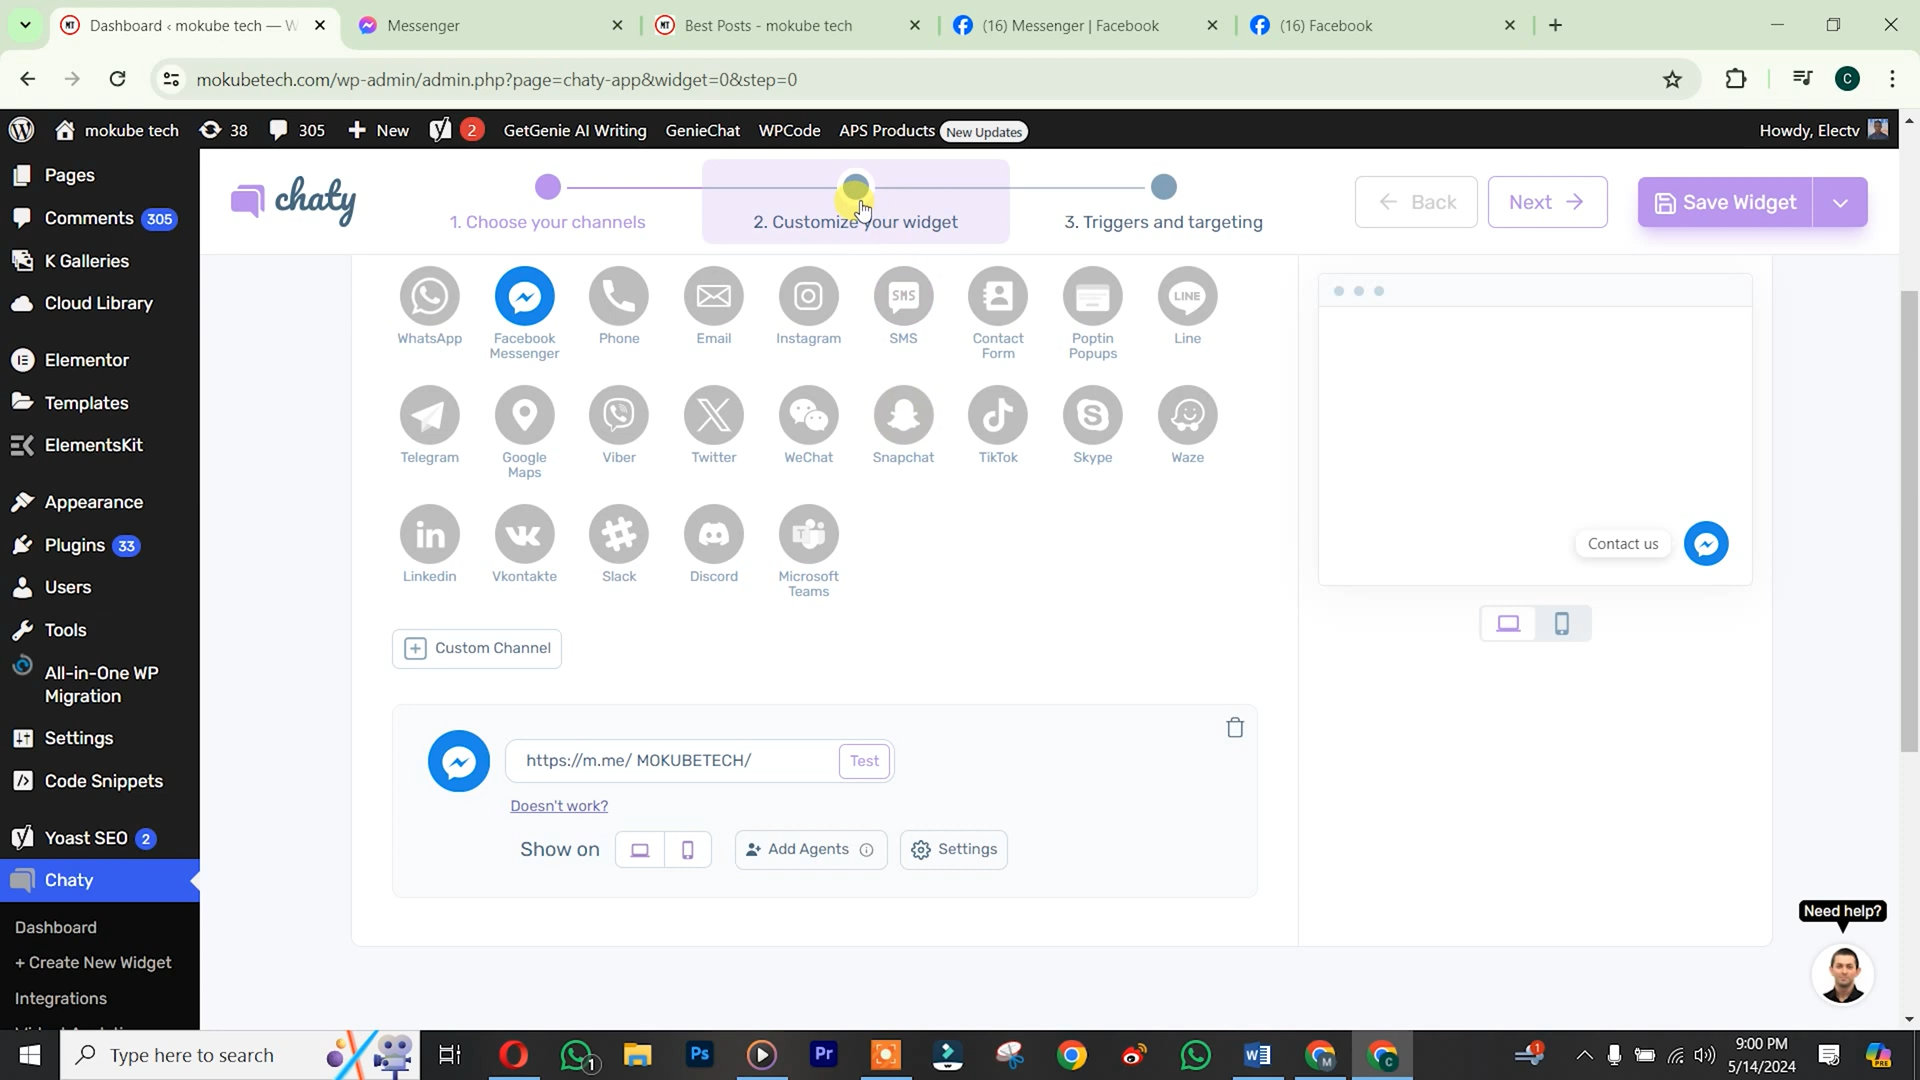 Dashboard ‹ mokube tech — W
Messenger
Best Posts - mokube tech
(16) Messenger | Facebook
(16) Facebook
mokubetech.com/wp-admin/admin.php?page=chaty-app&widget=0&step=0
C
mokube tech
38
305
New
2
GetGenie AI Writing
GenieChat
WPCode
APS Products
New Updates
Howdy, Electv
Pages
Comments 305
K Galleries
Cloud Library
Elementor
Templates
ElementsKit
Appearance
Plugins 33
Users
Tools
All-in-One WP
Migration
Settings
Code Snippets
Yoast SEO 2
Chaty
Dashboard
+ Create New Widget
Integrations
chaty
1. Choose your channels
2. Customize your widget
3. Triggers and targeting
Back
Next
Save Widget
WhatsApp
Facebook
Messenger
Phone
Email
Instagram
SMS
SMS
Contact
Form
Poptin
Popups
LINE
Line
Telegram
Google
Maps
Viber
Twitter
WeChat
Snapchat
TikTok
Skype
Waze
Linkedin
Vkontakte
Slack
Discord
Microsoft
Teams
Custom Channel
https://m.me/ MOKUBETECH/
Test
Doesn't work?
Show on
Add Agents
Settings
Contact us
Need help?
Type here to search
1
Ps
Pr
M
C
1
9:00 PM
5/14/2024
PRE